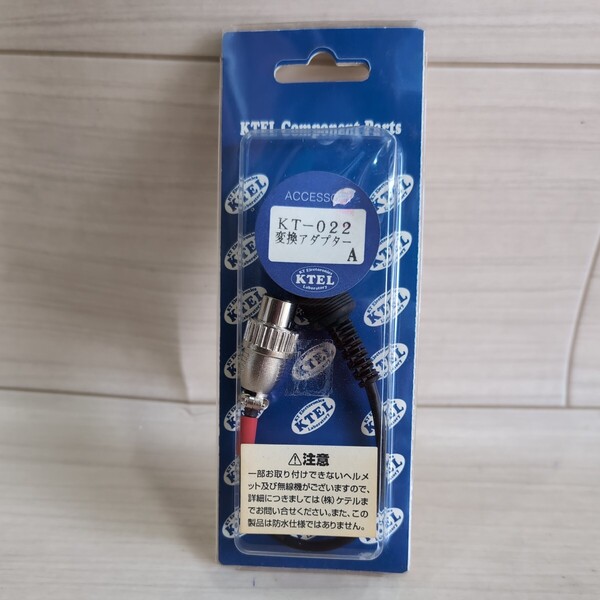 KTEL Component Parts
ACCESSO
KT-022
変換アダプター
A
KT Electronics
KTEL
Laboratory
⚠注意
一部お取り付けできないヘルメ
ット及び無線機がございますので、
詳細につきましては(株)ケテルま
でお問い合せください。また、この
製品は防水仕様ではありません。